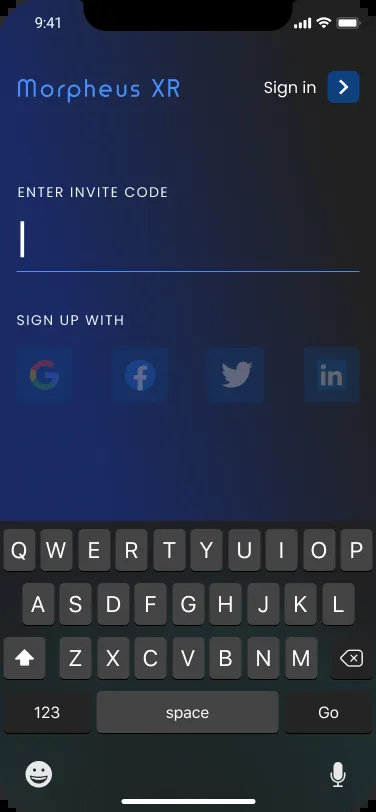 9:41
Morpheus XR
Sign in
ENTER INVITE CODE
SIGN UP WITH
G f in
Q W E R T Y U I O P
A S D F G H J K L
Z X C V B N M
123 space Go